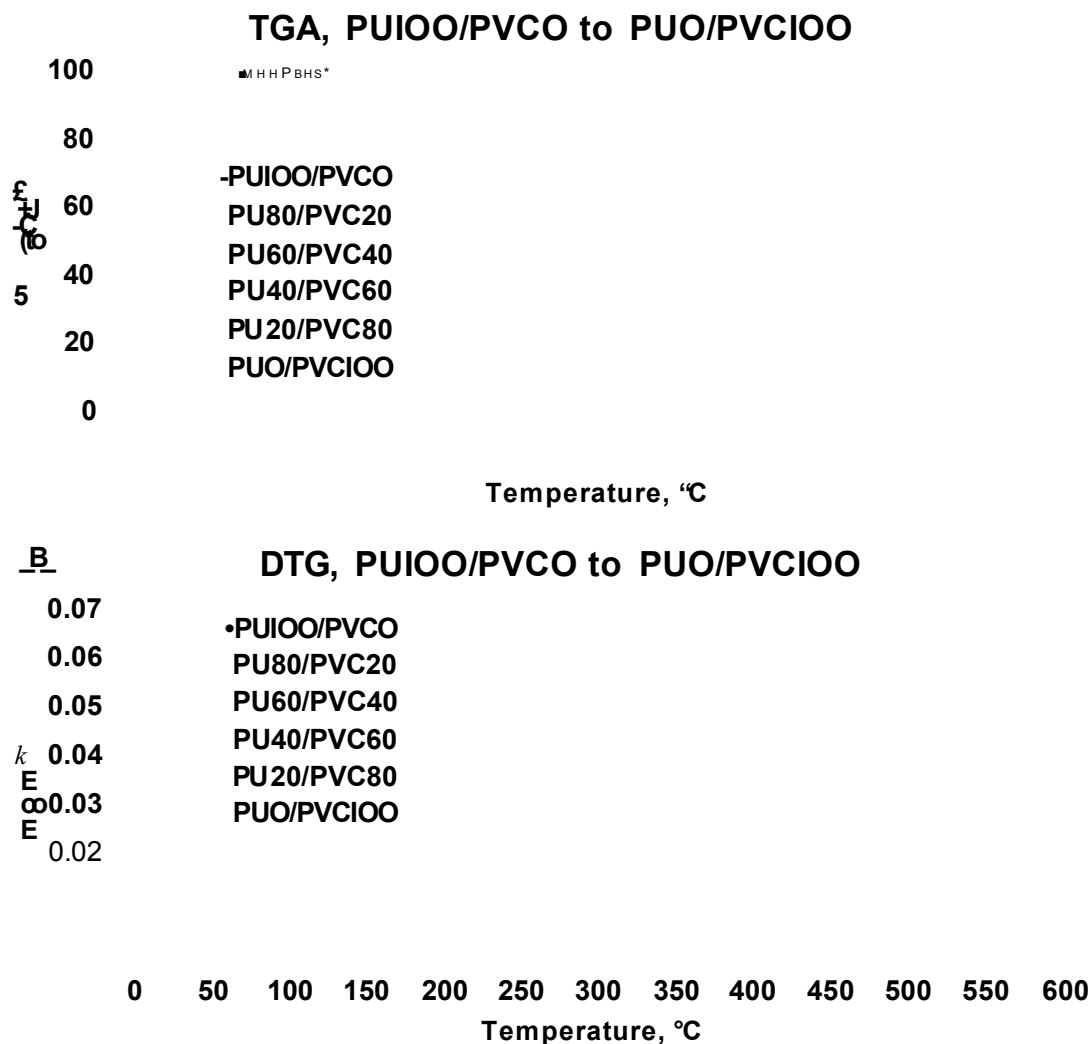 TGA, PUIOO/PVCO to PUO/PVCIOO
100
■M H H P B H S *
80
-PUIOO/PVCO
60
PU80/PVC20
PU60/PVC40
40
PU40/PVC60
5
20
PU20/PVC80
PUO/PVCIOO
0
Temperature, “C
B
DTG, PUIOO/PVCO to PUO/PVCIOO
0.07
•PUIOO/PVCO
0.06
PU80/PVC20
0.05
PU60/PVC40
k
0.04
PU40/PVC60
E
0.03
PU20/PVC80
E
PUO/PVCIOO
0.02
0 50 100 150 200 250 300 350 400 450 500 550 600
Temperature, °C